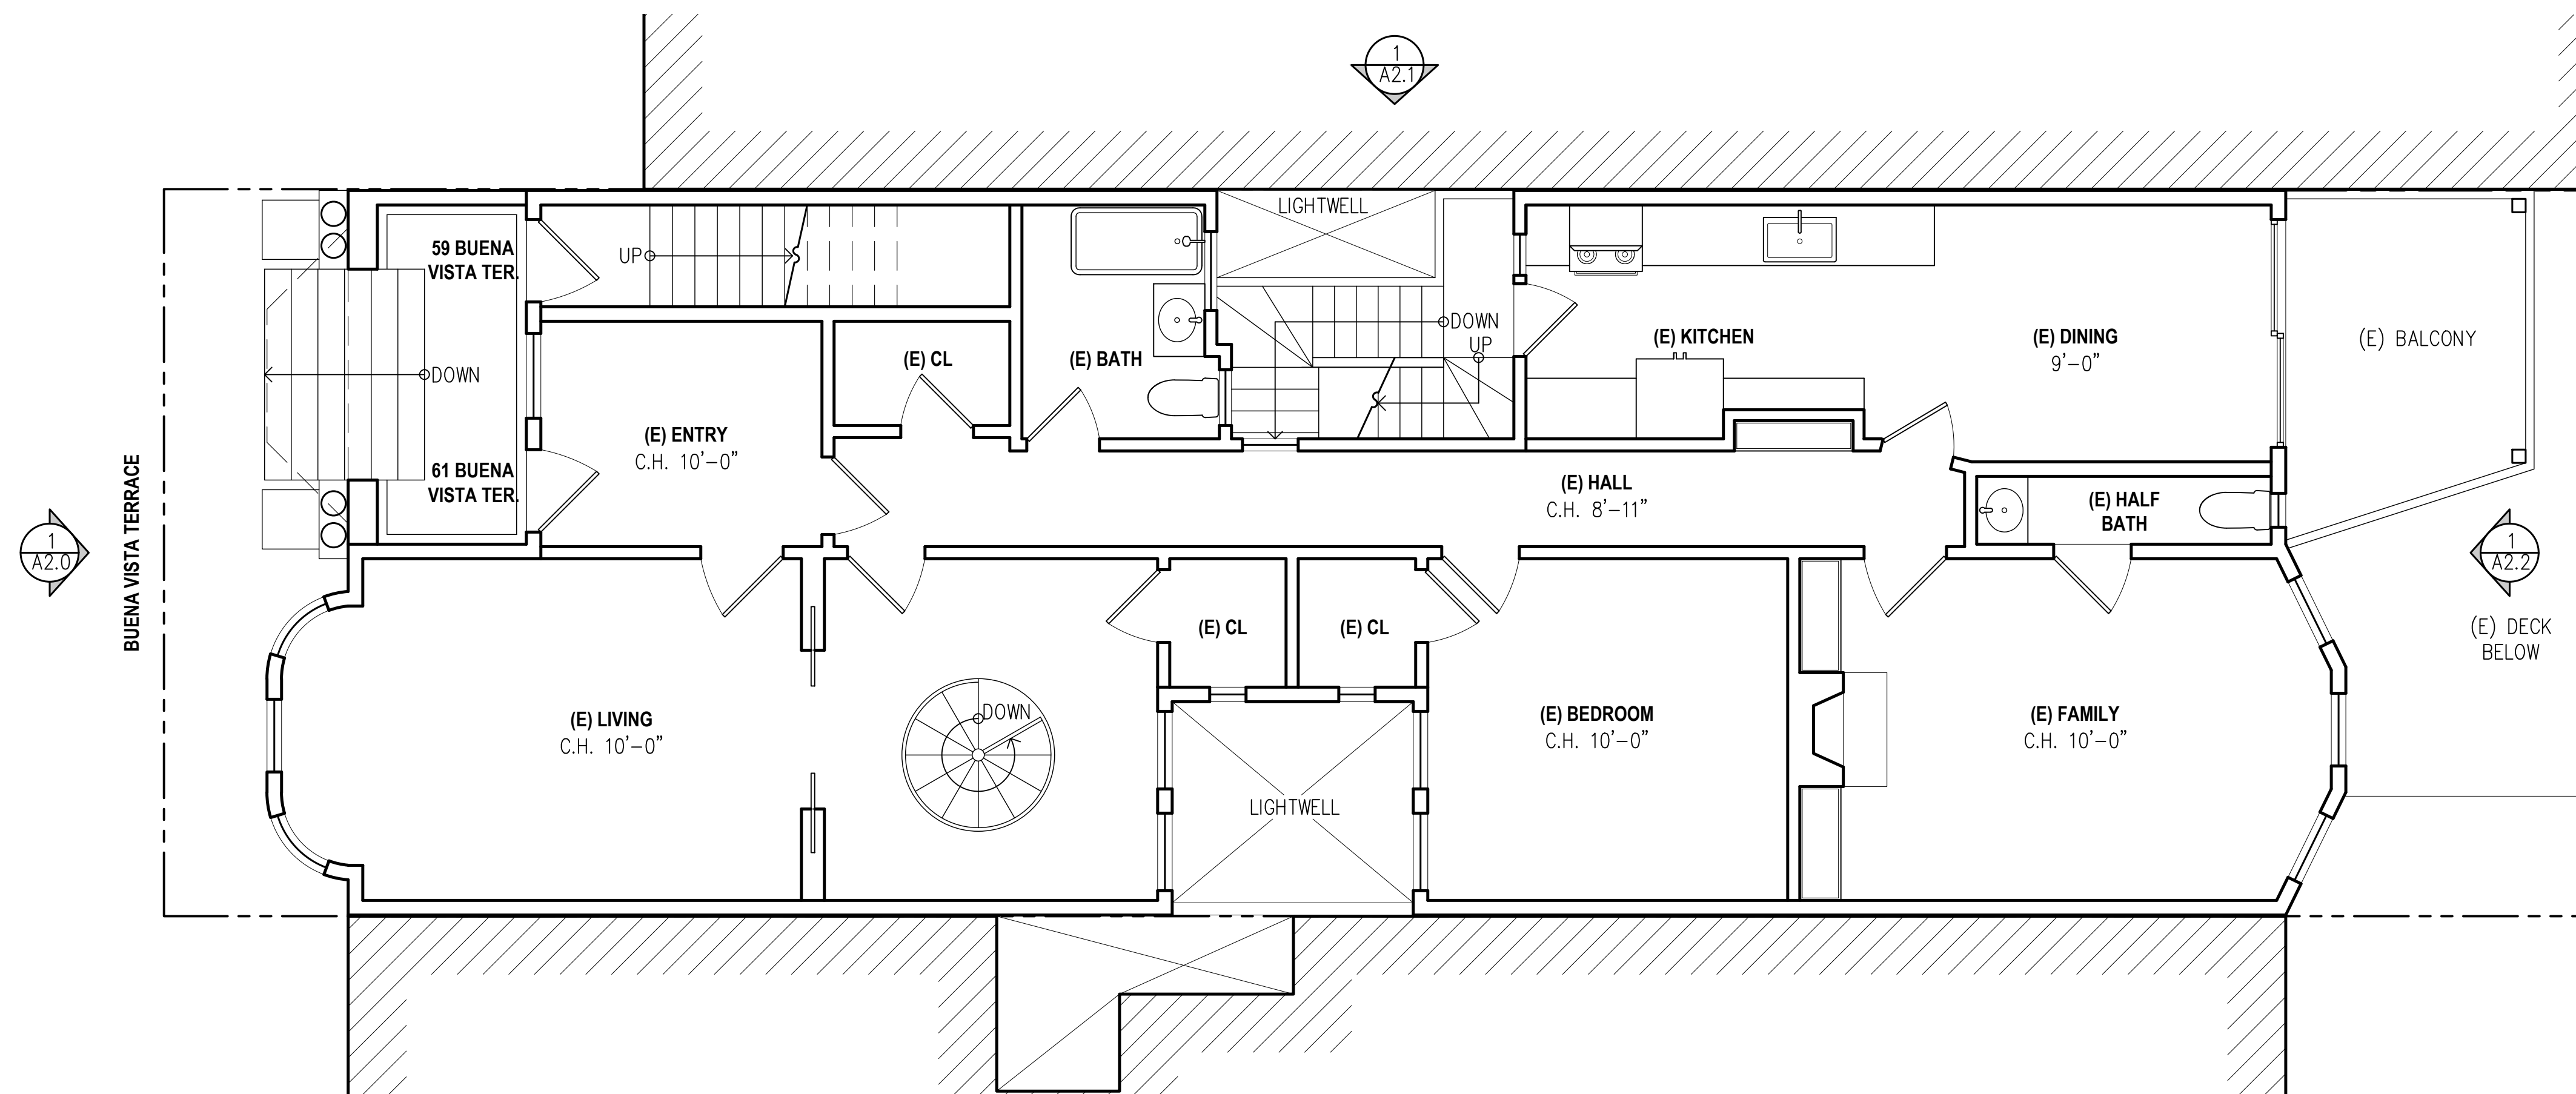 1
A2.1
LIGHTWELL
59 BUENA
VISTA TER.
UP
DOWN
UP
(E) KITCHEN
(E) DINING
9'-0"
(E) BALCONY
(E) CL
(E) BATH
DOWN
(E) ENTRY
C.H. 10'-0"
61 BUENA
VISTA TER.
(E) HALL
C.H. 8'-11"
(E) HALF
BATH
BUENA VISTA TERRACE
1
A2.0
1
A2.2
(E) CL
(E) CL
(E) DECK
BELOW
(E) LIVING
C.H. 10'-0"
DOWN
(E) BEDROOM
C.H. 10'-0"
(E) FAMILY
C.H. 10'-0"
LIGHTWELL